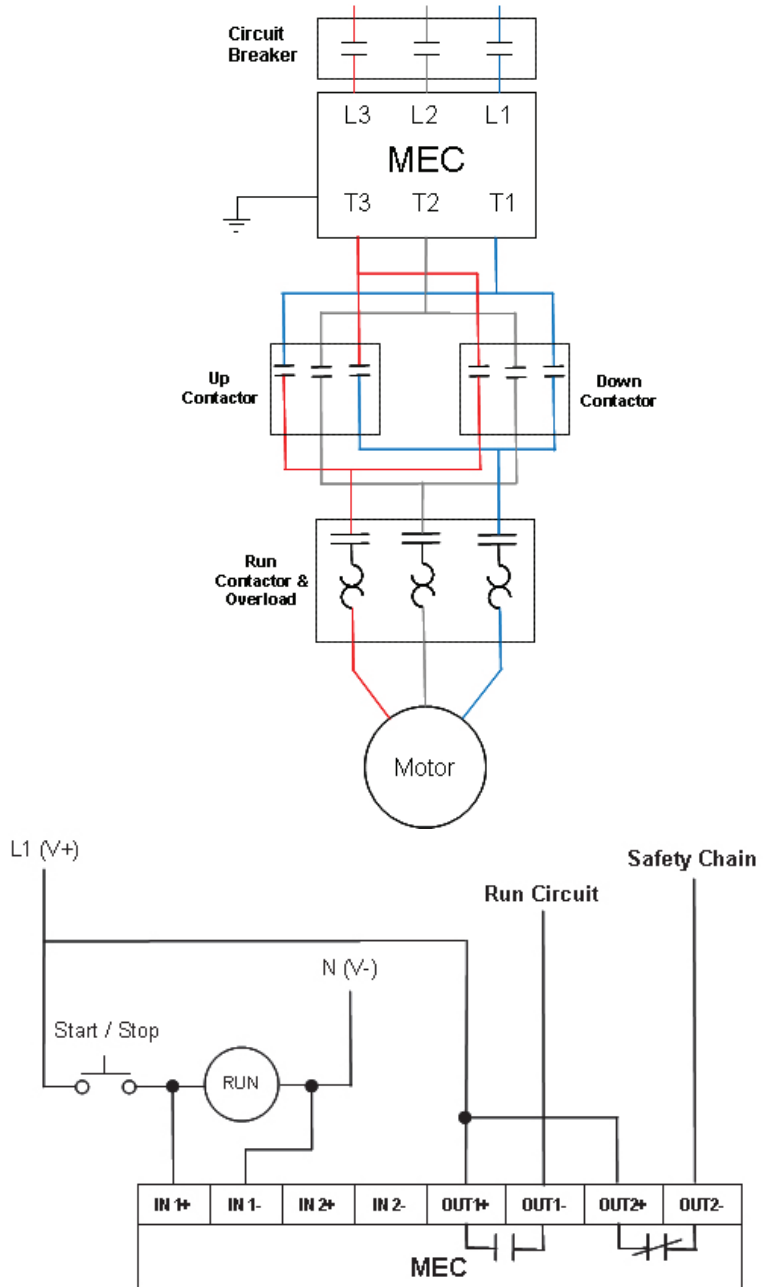 Circuit
Breaker
L3 L2 L1
MEC
T3 T2 T1
Up
Contactor
Down
Contactor
Run
Contactor &
Overload
Motor
L1 (V+)
Safety Chain
Run Circuit
N (V-)
Start / Stop
RUN
IN 1+ IN 1- IN 2+ IN 2- OUT1+ OUT1- OUT2+ OUT2-
MEC